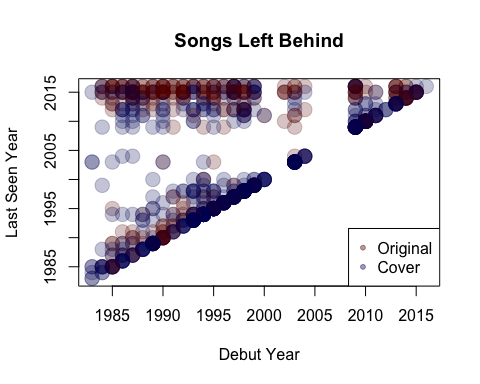 Songs Left Behind
Last Seen Year
2015
2005
1995
1985
Original
Cover
1985 1990 1995 2000 2005 2010 2015
Debut Year